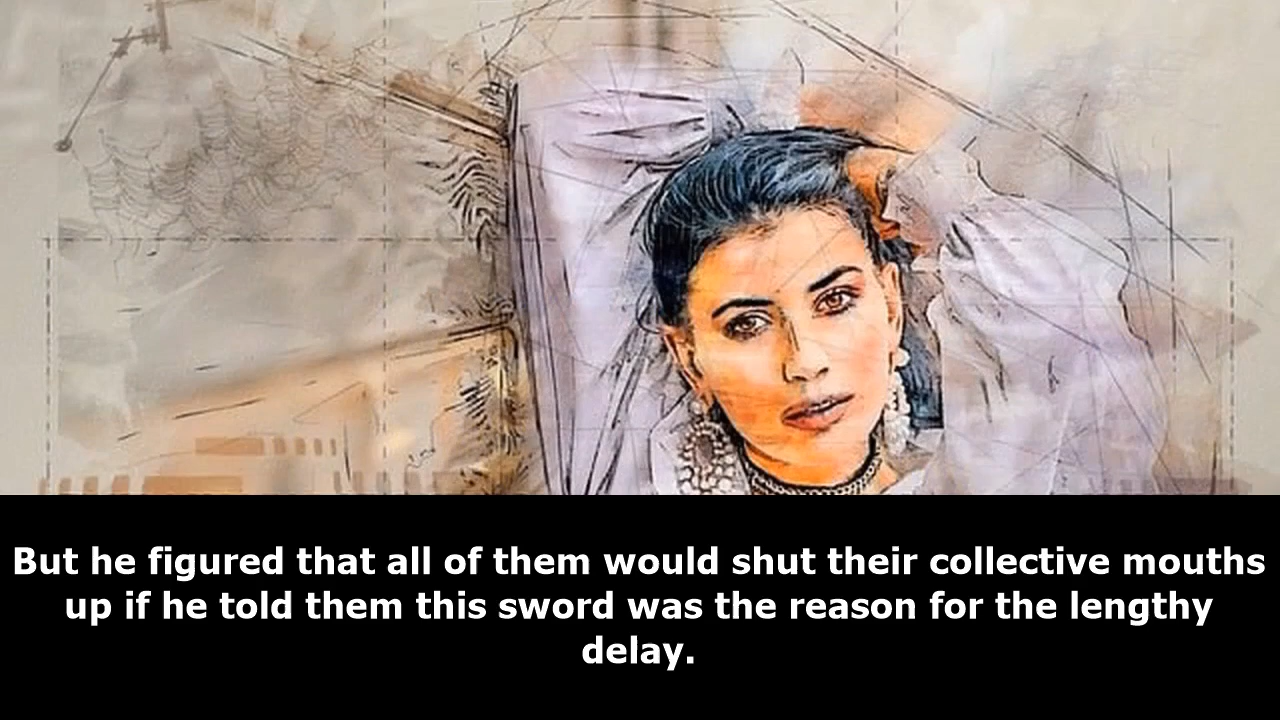 But he figured that all of them would shut their collective mouths
up if he told them this sword was the reason for the lengthy
delay.